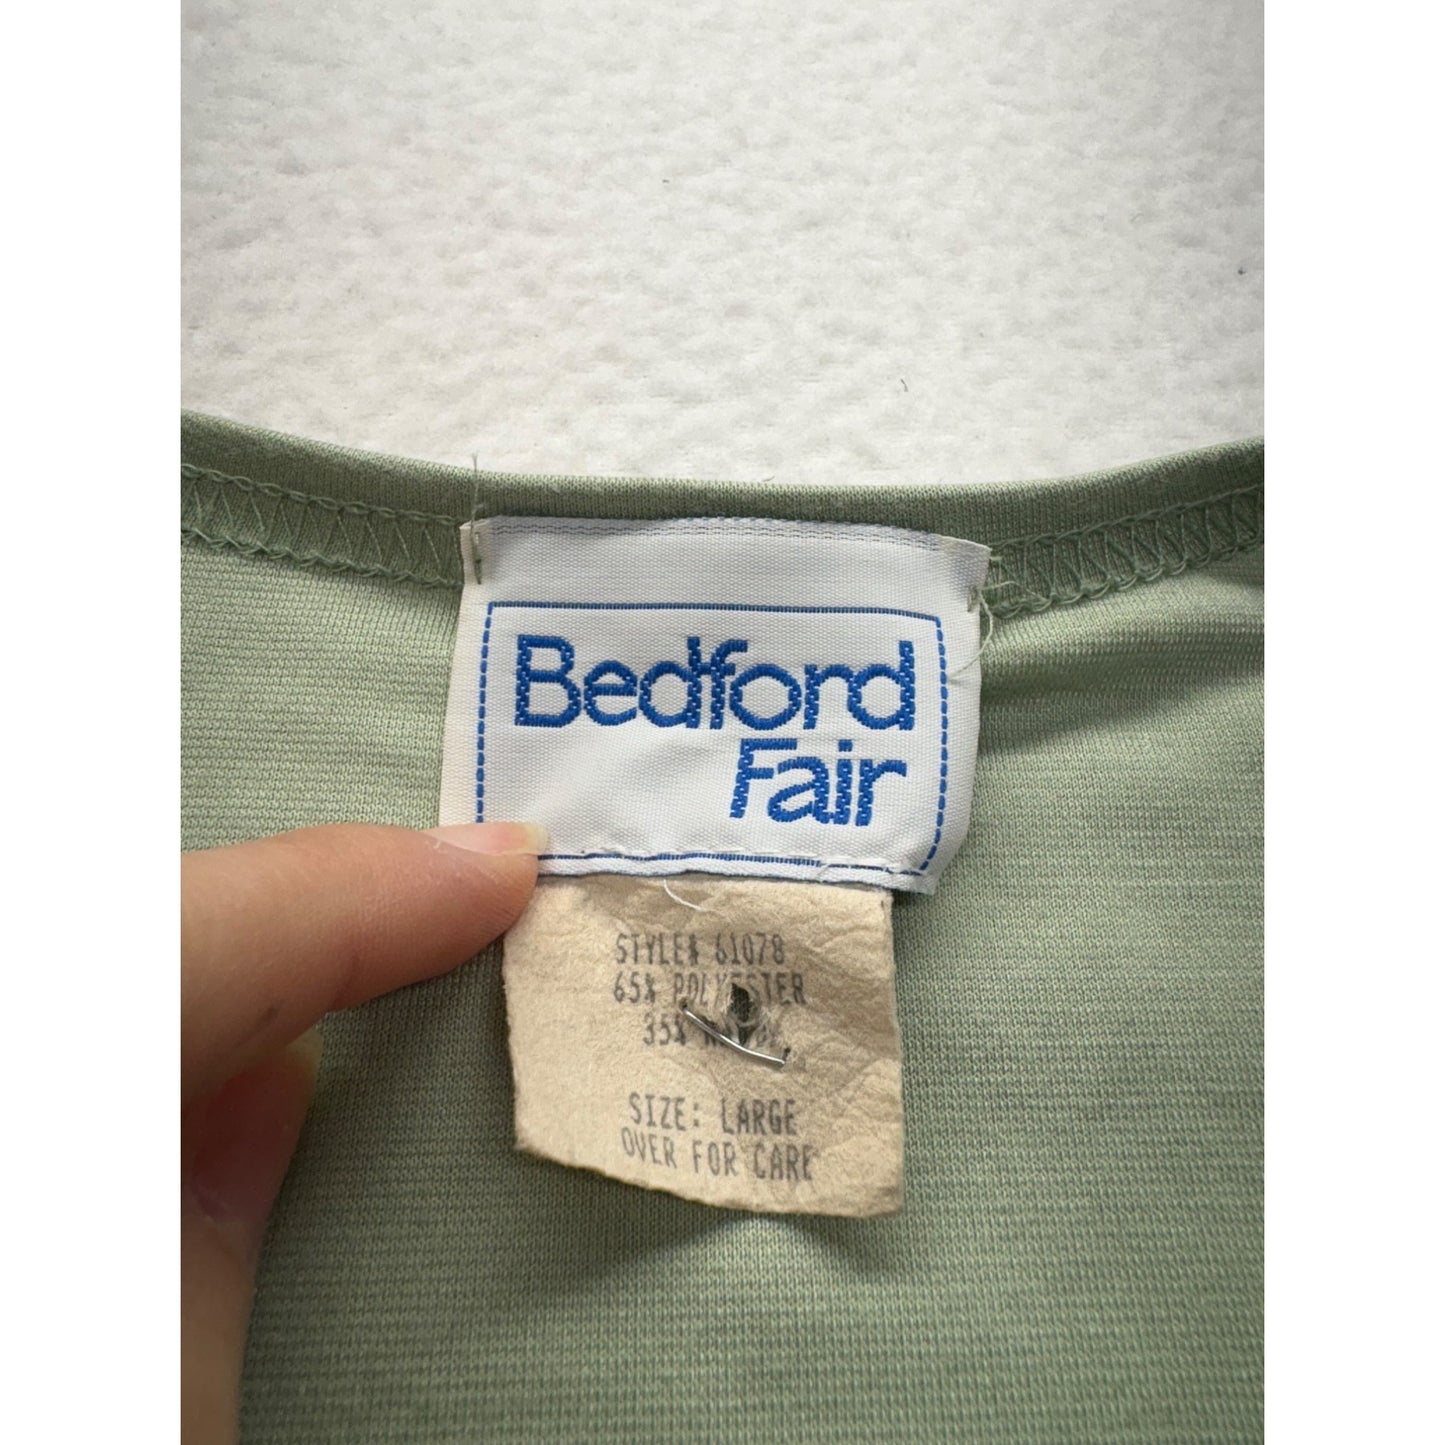 Bedford
Fair
STYLE# 61078
65% POLYESTER
35%
SIZE: LARGE
OVER FOR CARE